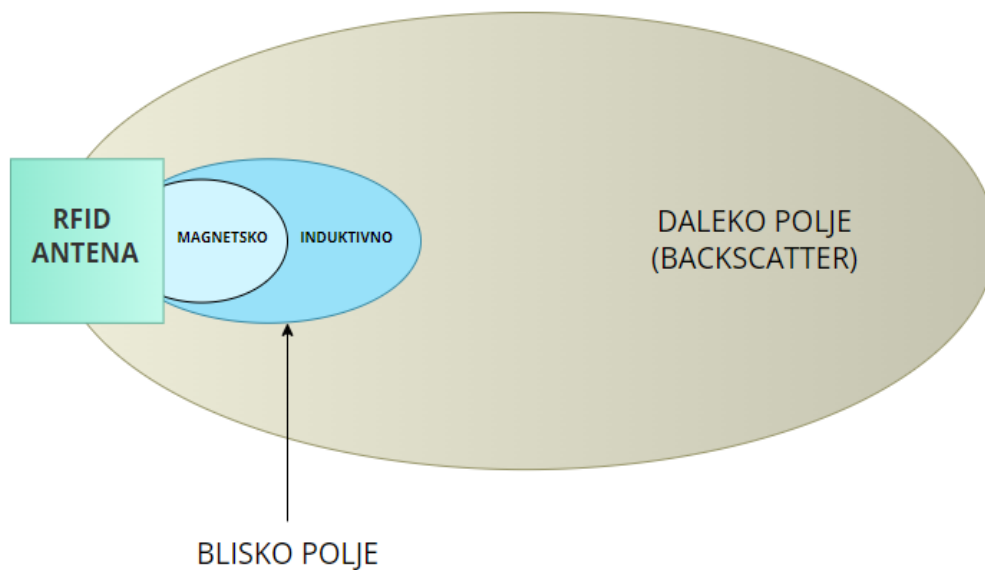 RFID
ANTENA
MAGNETSKO
INDUKTIVNO
DALEKO POLJE
(BACKSCATTER)
BLISKO POLJE